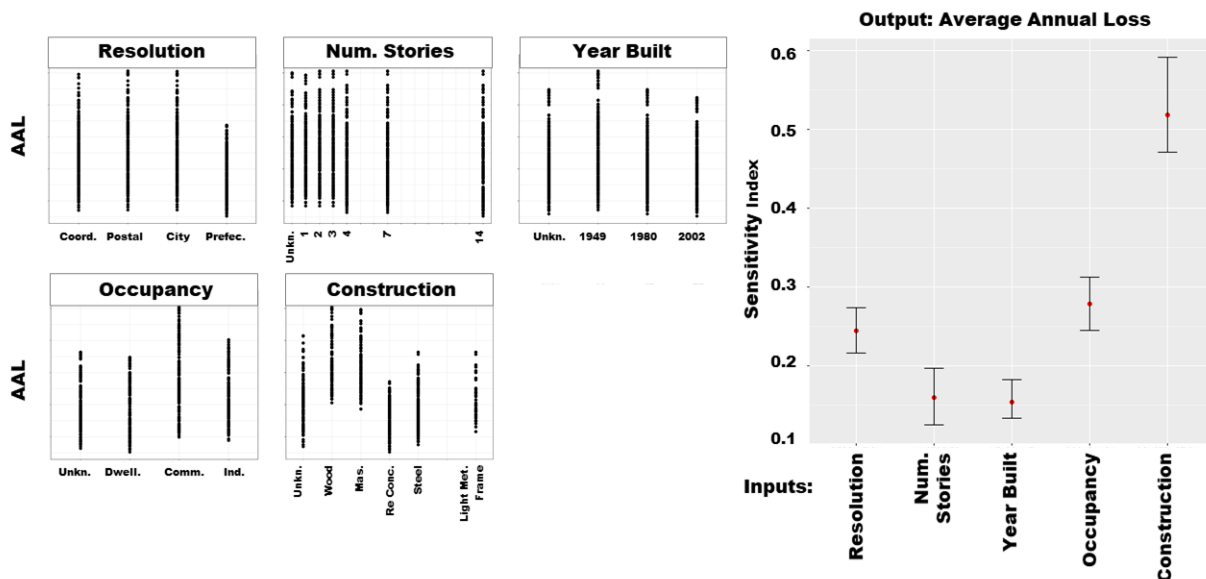 Output: Average Annual Loss
Resolution
Num. Stories
Year Built
AAL
Coord. Postal City Prefec.
Unkn. 1 2 3 4 7 14
Unkn. 1949 1980 2002
Occupancy
Construction
AAL
Unkn. Dwell. Comm. Ind.
Unkn. Wood Mas. Re Conc. Steel Light Met.
Frame
Sensitivity Index
0.6
0.5
0.4
0.3
0.2
0.1
Inputs:
Resolution
Num.
Stories
Year Built
Occupancy
Construction